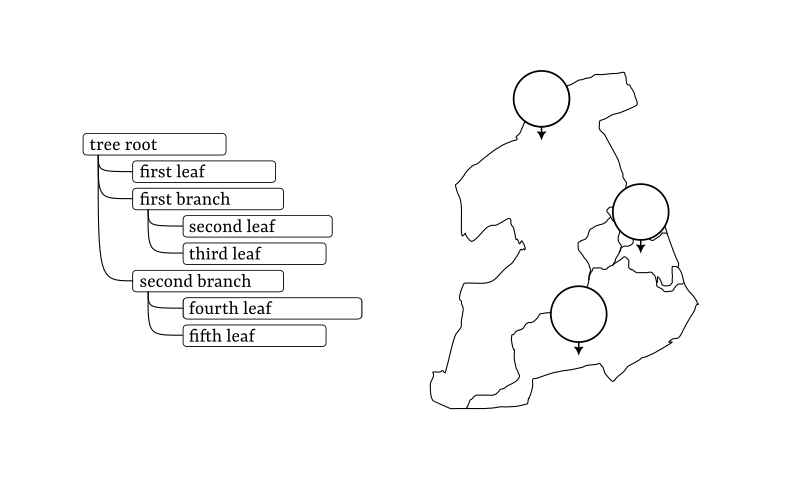 tree root
first leaf
first branch
second leaf
third leaf
second branch
fourth leaf
fifth leaf